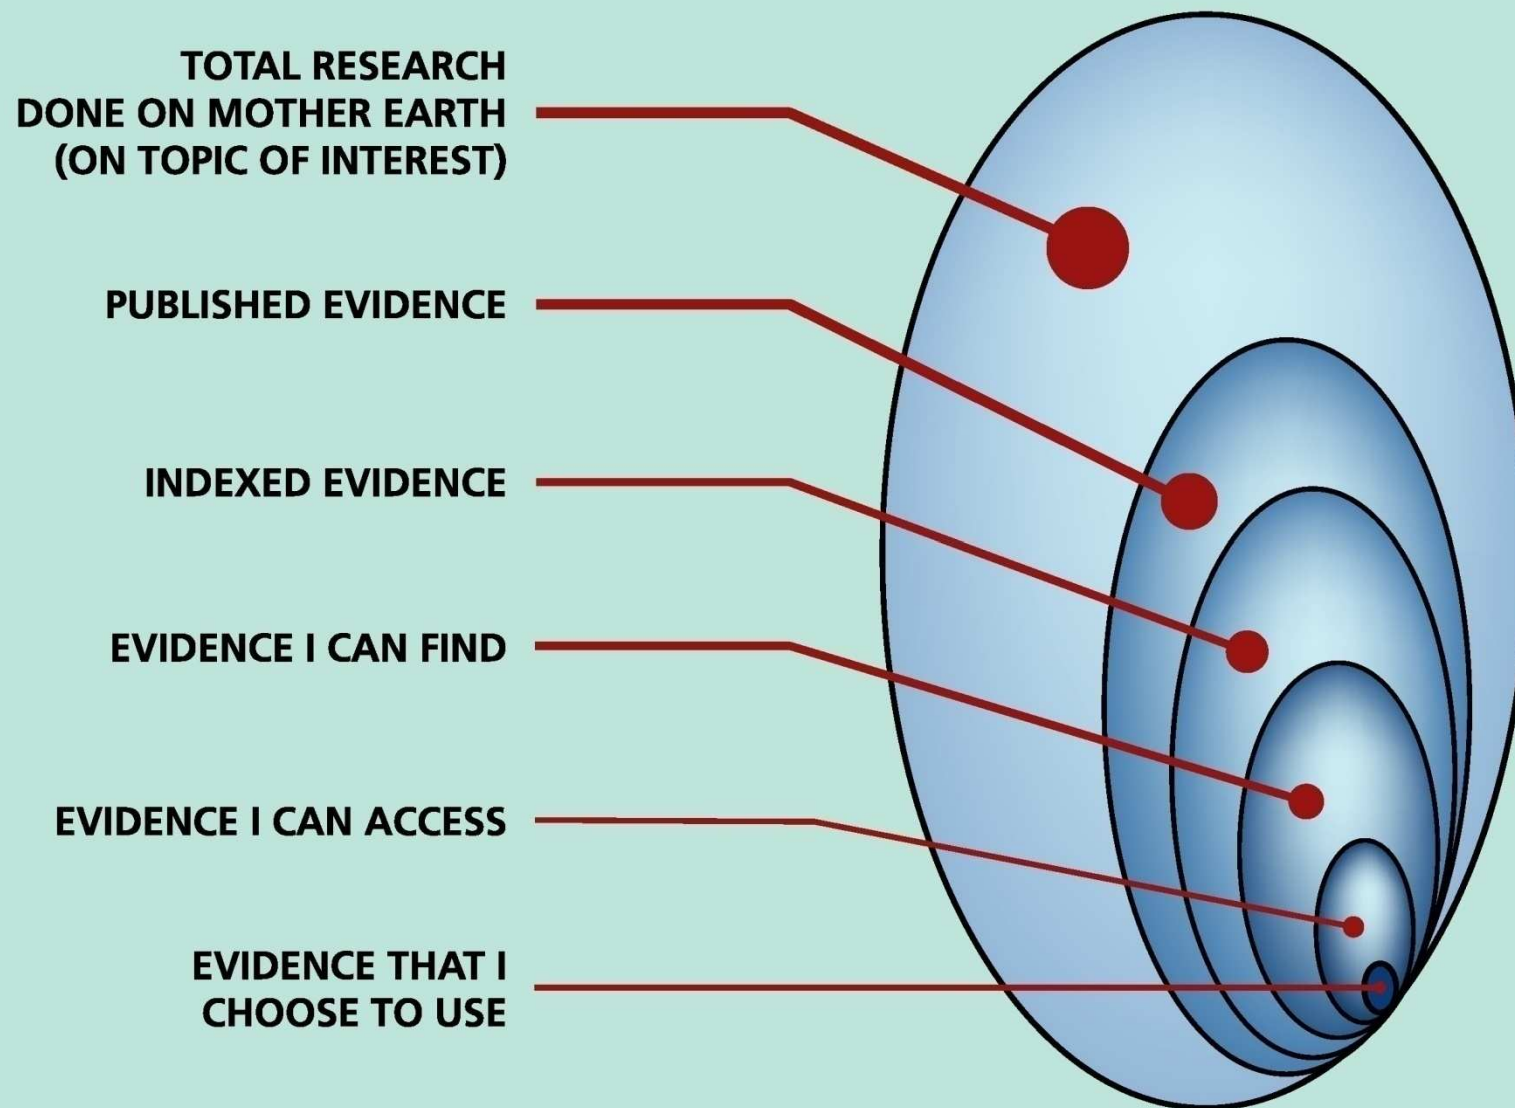 TOTAL RESEARCH
DONE ON MOTHER EARTH
(ON TOPIC OF INTEREST)
PUBLISHED EVIDENCE
INDEXED EVIDENCE
EVIDENCE I CAN FIND
EVIDENCE I CAN ACCESS
EVIDENCE THAT I
CHOOSE TO USE